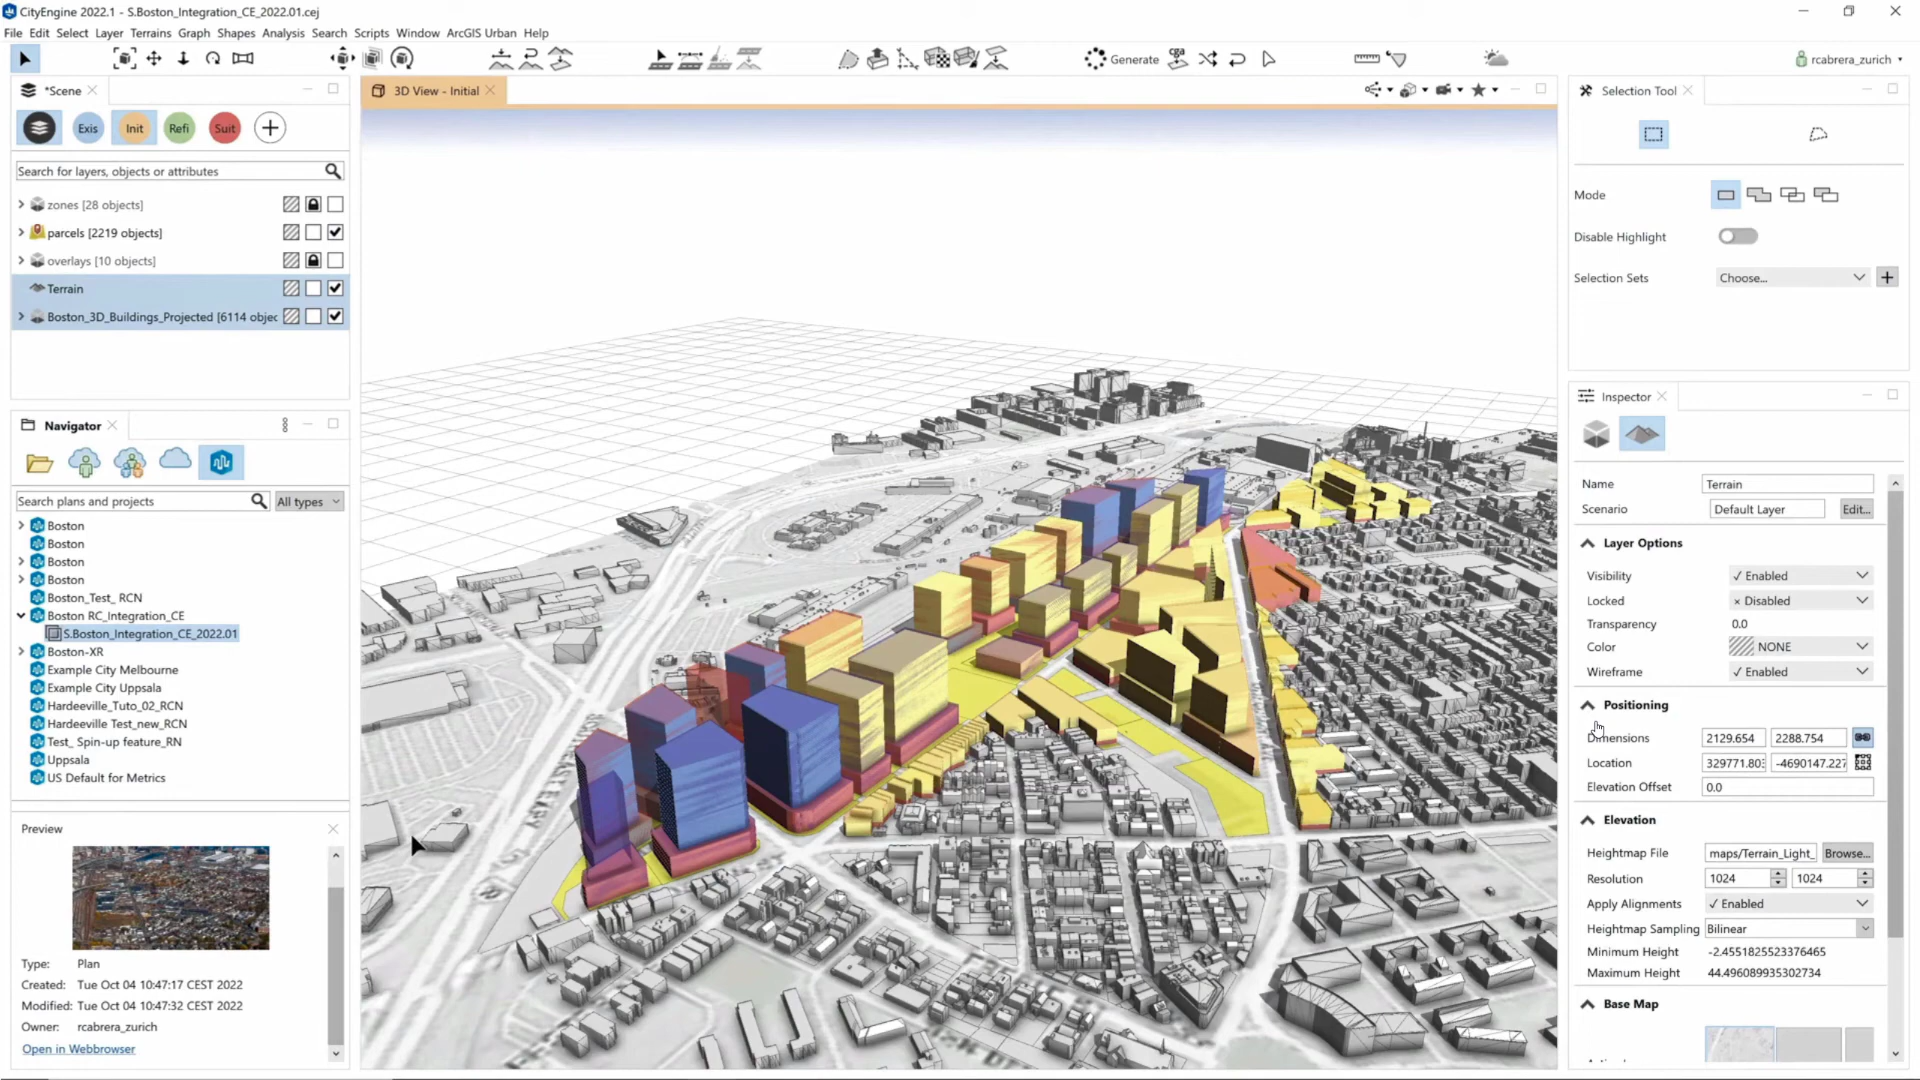 CityEngine 2022.1 - S.Boston_Integration_CE_2022.01.cej
File Edit Select Layer Terrains Graph Shapes Analysis Search Scripts Window ArcGIS Urban Help
Generate
cga
rcabrera_zurich
*Scene
Exis
Init
Refi
Suit
Search for layers, objects or attributes
zones [28 objects]
parcels [2219 objects]
overlays [10 objects]
Terrain
Boston_3D_Buildings_Projected [6114 objec
Navigator
Search plans and projects
All types
Boston
Boston
Boston
Boston
Boston_Test_ RCN
Boston RC_Integration_CE
S.Boston_Integration_CE_2022.01
Boston-XR
Example City Melbourne
Example City Uppsala
Hardeeville_Tuto_02_RCN
Hardeeville Test_new_RCN
Test_ Spin-up feature_RN
Uppsala
US Default for Metrics
Preview
Type: Plan
Created: Tue Oct 04 10:47:17 CEST 2022
Modified: Tue Oct 04 10:47:32 CEST 2022
Owner: rcabrera_zurich
Open in Webbrowser
3D View - Initial
Selection Tool
Mode
Disable Highlight
Selection Sets Choose...
Inspector
Name Terrain
Scenario Default Layer Edit...
Layer Options
Visibility ✓ Enabled
Locked × Disabled
Transparency 0.0
Color NONE
Wireframe ✓ Enabled
Positioning
Dimensions 2129.654 2288.754
Location 329771.803 -4690147.227
Elevation Offset 0.0
Elevation
Heightmap File maps/Terrain_Light_ Browse...
Resolution 1024 1024
Apply Alignments ✓ Enabled
Heightmap Sampling Bilinear
Minimum Height -2.4551825523376465
Maximum Height 44.496089935302734
Base Map